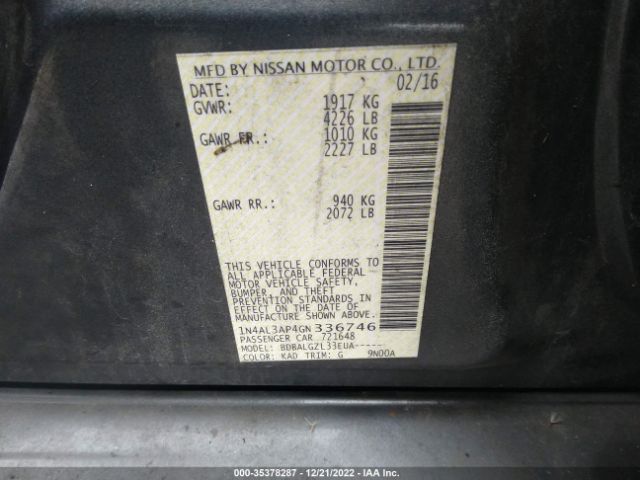 MFD BY NISSAN MOTOR CO., LTD.
DATE: 02/16
GVWR: 1917 KG
4226 LB
GAWR FR.: 1010 KG
2227 LB
GAWR RR.: 940 KG
2072 LB
THIS VEHICLE CONFORMS TO
ALL APPLICABLE FEDERAL
MOTOR VEHICLE SAFETY,
BUMPER, AND THEFT
PREVENTION STANDARDS IN
EFFECT ON THE DATE OF
MANUFACTURE SHOWN ABOVE.
1N4AL3AP4GN336746
PASSENGER CAR 721648
MODEL: BDBALGZL33EUA------
COLOR: KAD TRIM: G 9N00A
000-35378287 - 12/21/2022 - IAA Inc.